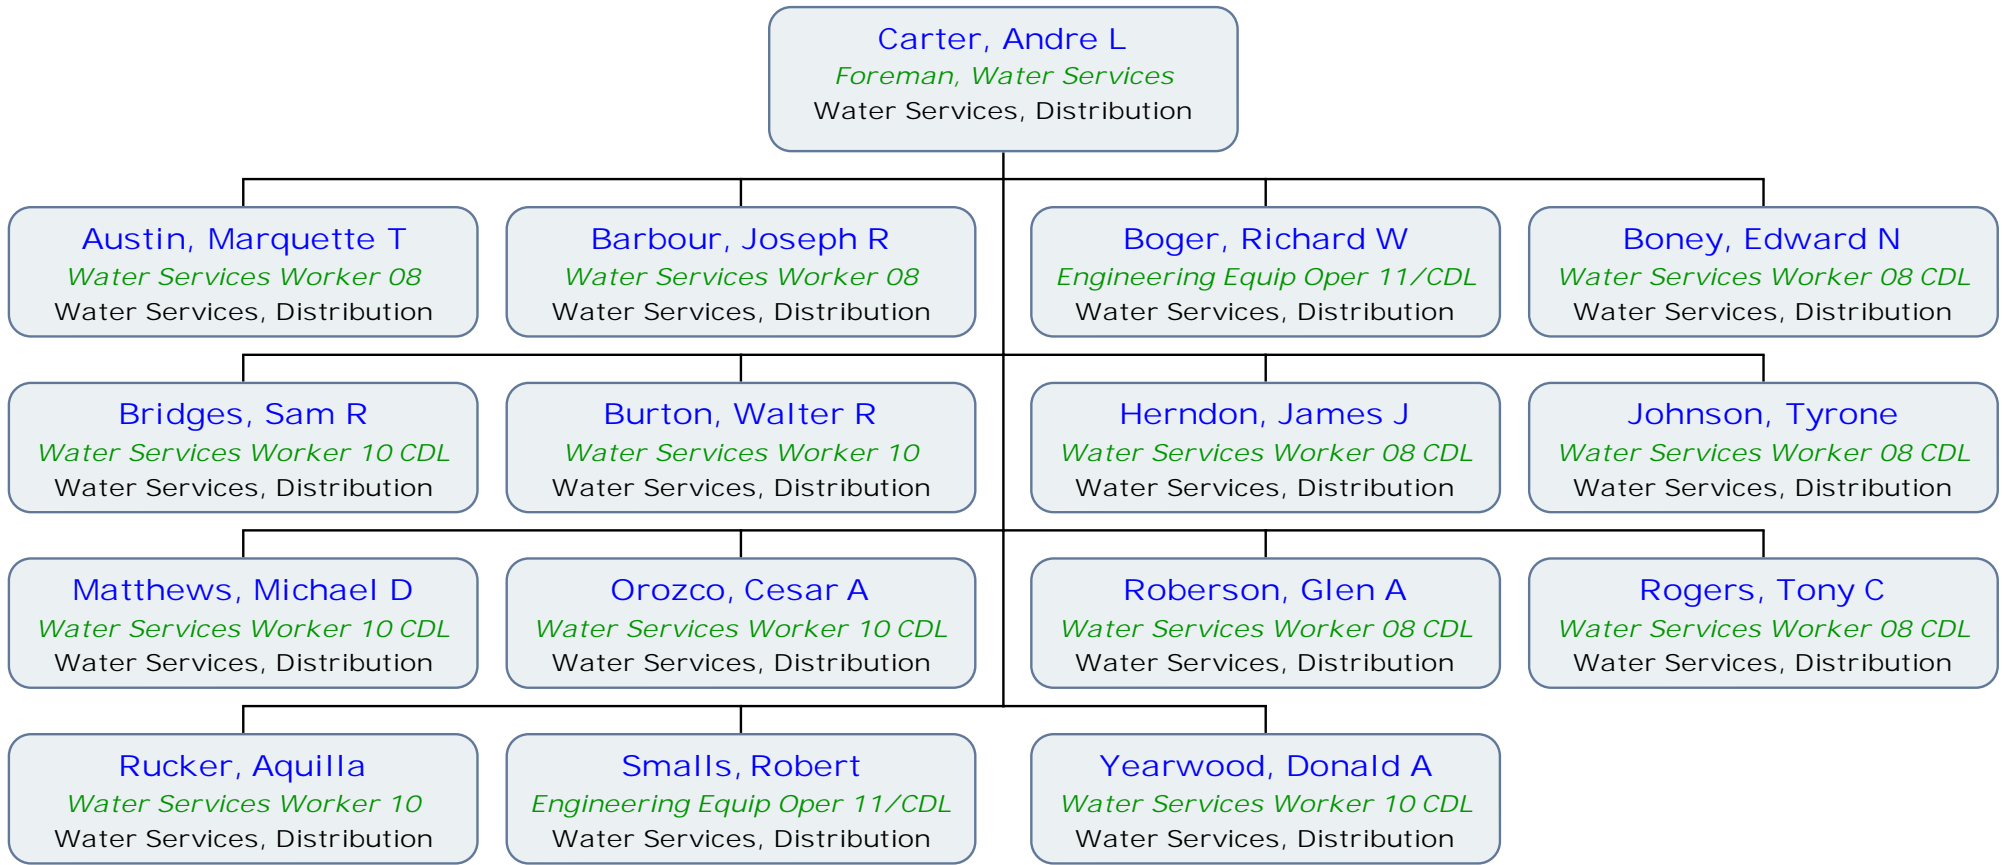 Carter, Andre L
Foreman, Water Services
Water Services, Distribution
Austin, Marquette T
Water Services Worker 08
Water Services, Distribution
Barbour, Joseph R
Water Services Worker 08
Water Services, Distribution
Boger, Richard W
Engineering Equip Oper 11/CDL
Water Services, Distribution
Boney, Edward N
Water Services Worker 08 CDL
Water Services, Distribution
Bridges, Sam R
Water Services Worker 10 CDL
Water Services, Distribution
Burton, Walter R
Water Services Worker 10
Water Services, Distribution
Herndon, James J
Water Services Worker 08 CDL
Water Services, Distribution
Johnson, Tyrone
Water Services Worker 08 CDL
Water Services, Distribution
Matthews, Michael D
Water Services Worker 10 CDL
Water Services, Distribution
Orozco, Cesar A
Water Services Worker 10 CDL
Water Services, Distribution
Roberson, Glen A
Water Services Worker 08 CDL
Water Services, Distribution
Rogers, Tony C
Water Services Worker 08 CDL
Water Services, Distribution
Rucker, Aquilla
Water Services Worker 10
Water Services, Distribution
Smalls, Robert
Engineering Equip Oper 11/CDL
Water Services, Distribution
Yearwood, Donald A
Water Services Worker 10 CDL
Water Services, Distribution